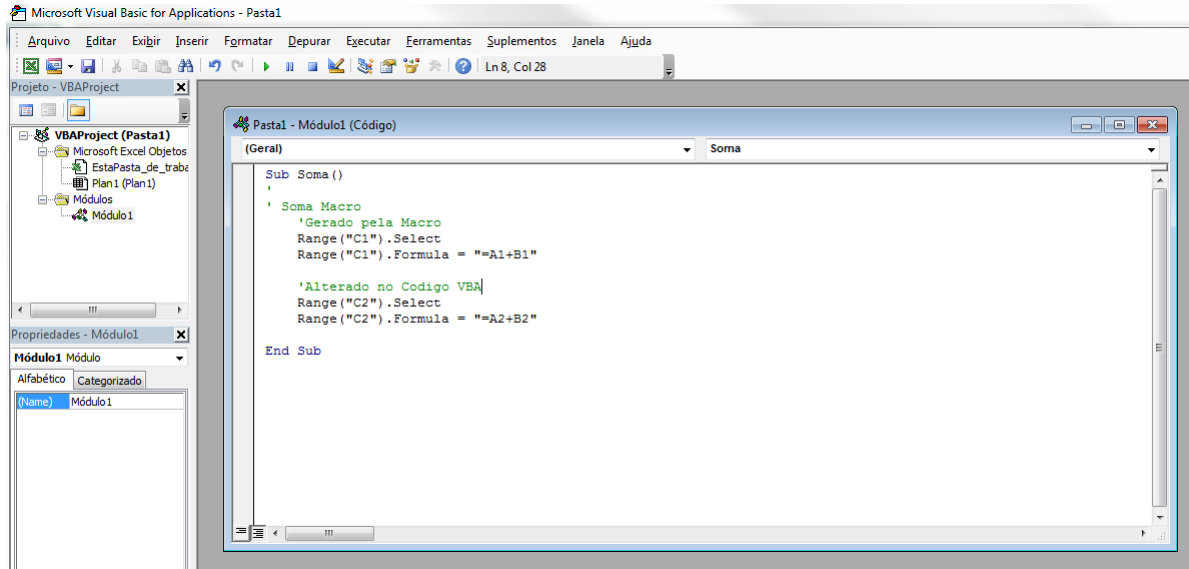 Microsoft Visual Basic for Applications - Pasta1
Arquivo Editar Exibir Inserir Formatar Depurar Executar Ferramentas Suplementos Janela Ajuda
Ln 8, Col 28
Projeto - VBAProject
VBAProject (Pasta1)
Microsoft Excel Objetos
EstaPasta_de_traba
Plan1 (Plan1)
Módulos
Módulo1
Propriedades - Módulo1
Módulo1 Módulo
Alfabético Categorizado
(Name) Módulo1
Pasta1 - Módulo1 (Código)
(Geral) Soma
Sub Soma()
'
' Soma Macro
'Gerado pela Macro
Range("C1").Select
Range("C1").Formula = "=A1+B1"
'Alterado no Codigo VBA
Range("C2").Select
Range("C2").Formula = "=A2+B2"
End Sub